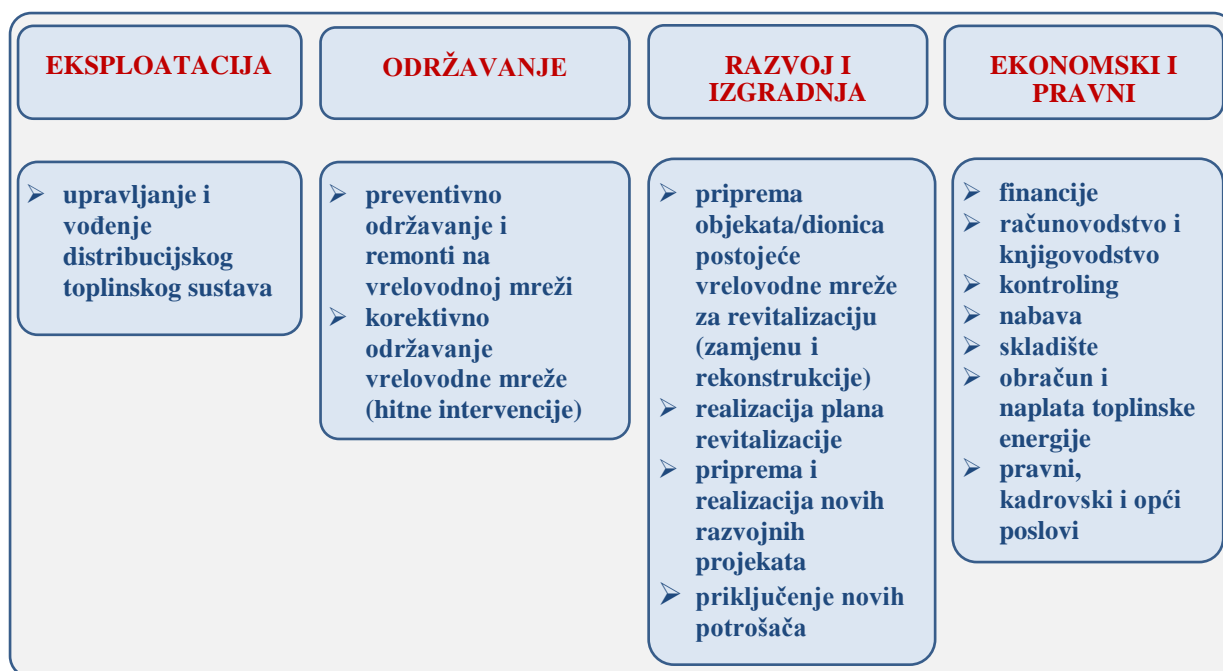 EKSPLOATACIJA
➢ upravljanje i
vođenje
distribucijskog
toplinskog sustava
ODRŽAVANJE
➢ preventivno
održavanje i
remonti na
vrelovodnoj mreži
➢ korektivno
održavanje
vrelovodne mreže
(hitne intervencije)
RAZVOJ I
IZGRADNJA
➢ priprema
objekata/dionica
postojeće
vrelovodne mreže
za revitalizaciju
(zamjenu i
rekonstrukcije)
➢ realizacija plana
revitalizacije
➢ priprema i
realizacija novih
razvojnih
projekata
➢ priključenje novih
potrošača
EKONOMSKI I
PRAVNI
➢ financije
➢ računovodstvo i
knjigovodstvo
➢ kontroling
➢ nabava
➢ skladište
➢ obračun i
naplata toplinske
energije
➢ pravni,
kadrovski i opći
poslovi